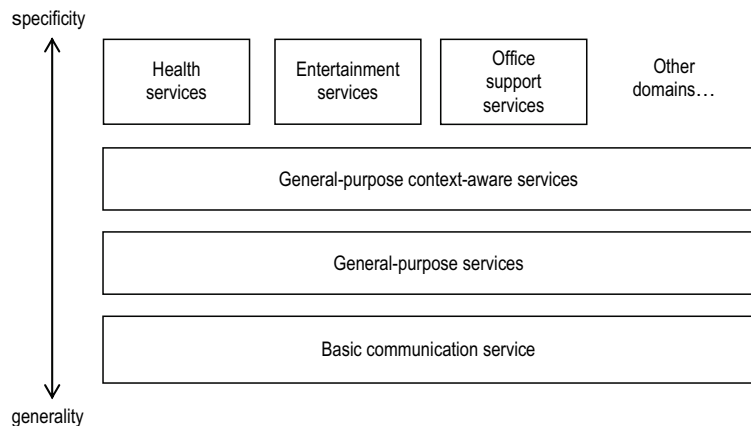 specificity
Health
services
Entertainment
services
Office
support
services
Other
domains…
General-purpose context-aware services
General-purpose services
Basic communication service
generality